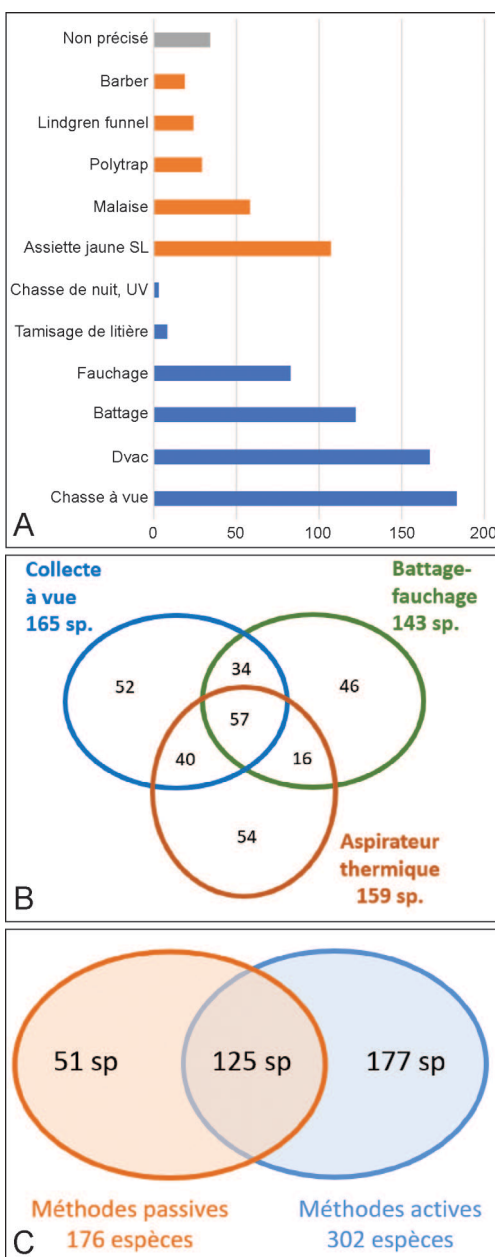 Non précisé
Barber
Lindgren funnel
Polytrap
Malaise
Assiette jaune SL
Chasse de nuit, UV
Tamisage de litière
Fauchage
Battage
Dvac
Chasse à vue
0 50 100 150 200
A
Collecte
à vue
165 sp.
Battage-
fauchage
143 sp.
52
34
46
57
40
16
54
Aspirateur
thermique
159 sp.
B
51 sp
125 sp
177 sp
Méthodes passives
176 espèces
Méthodes actives
302 espèces
C